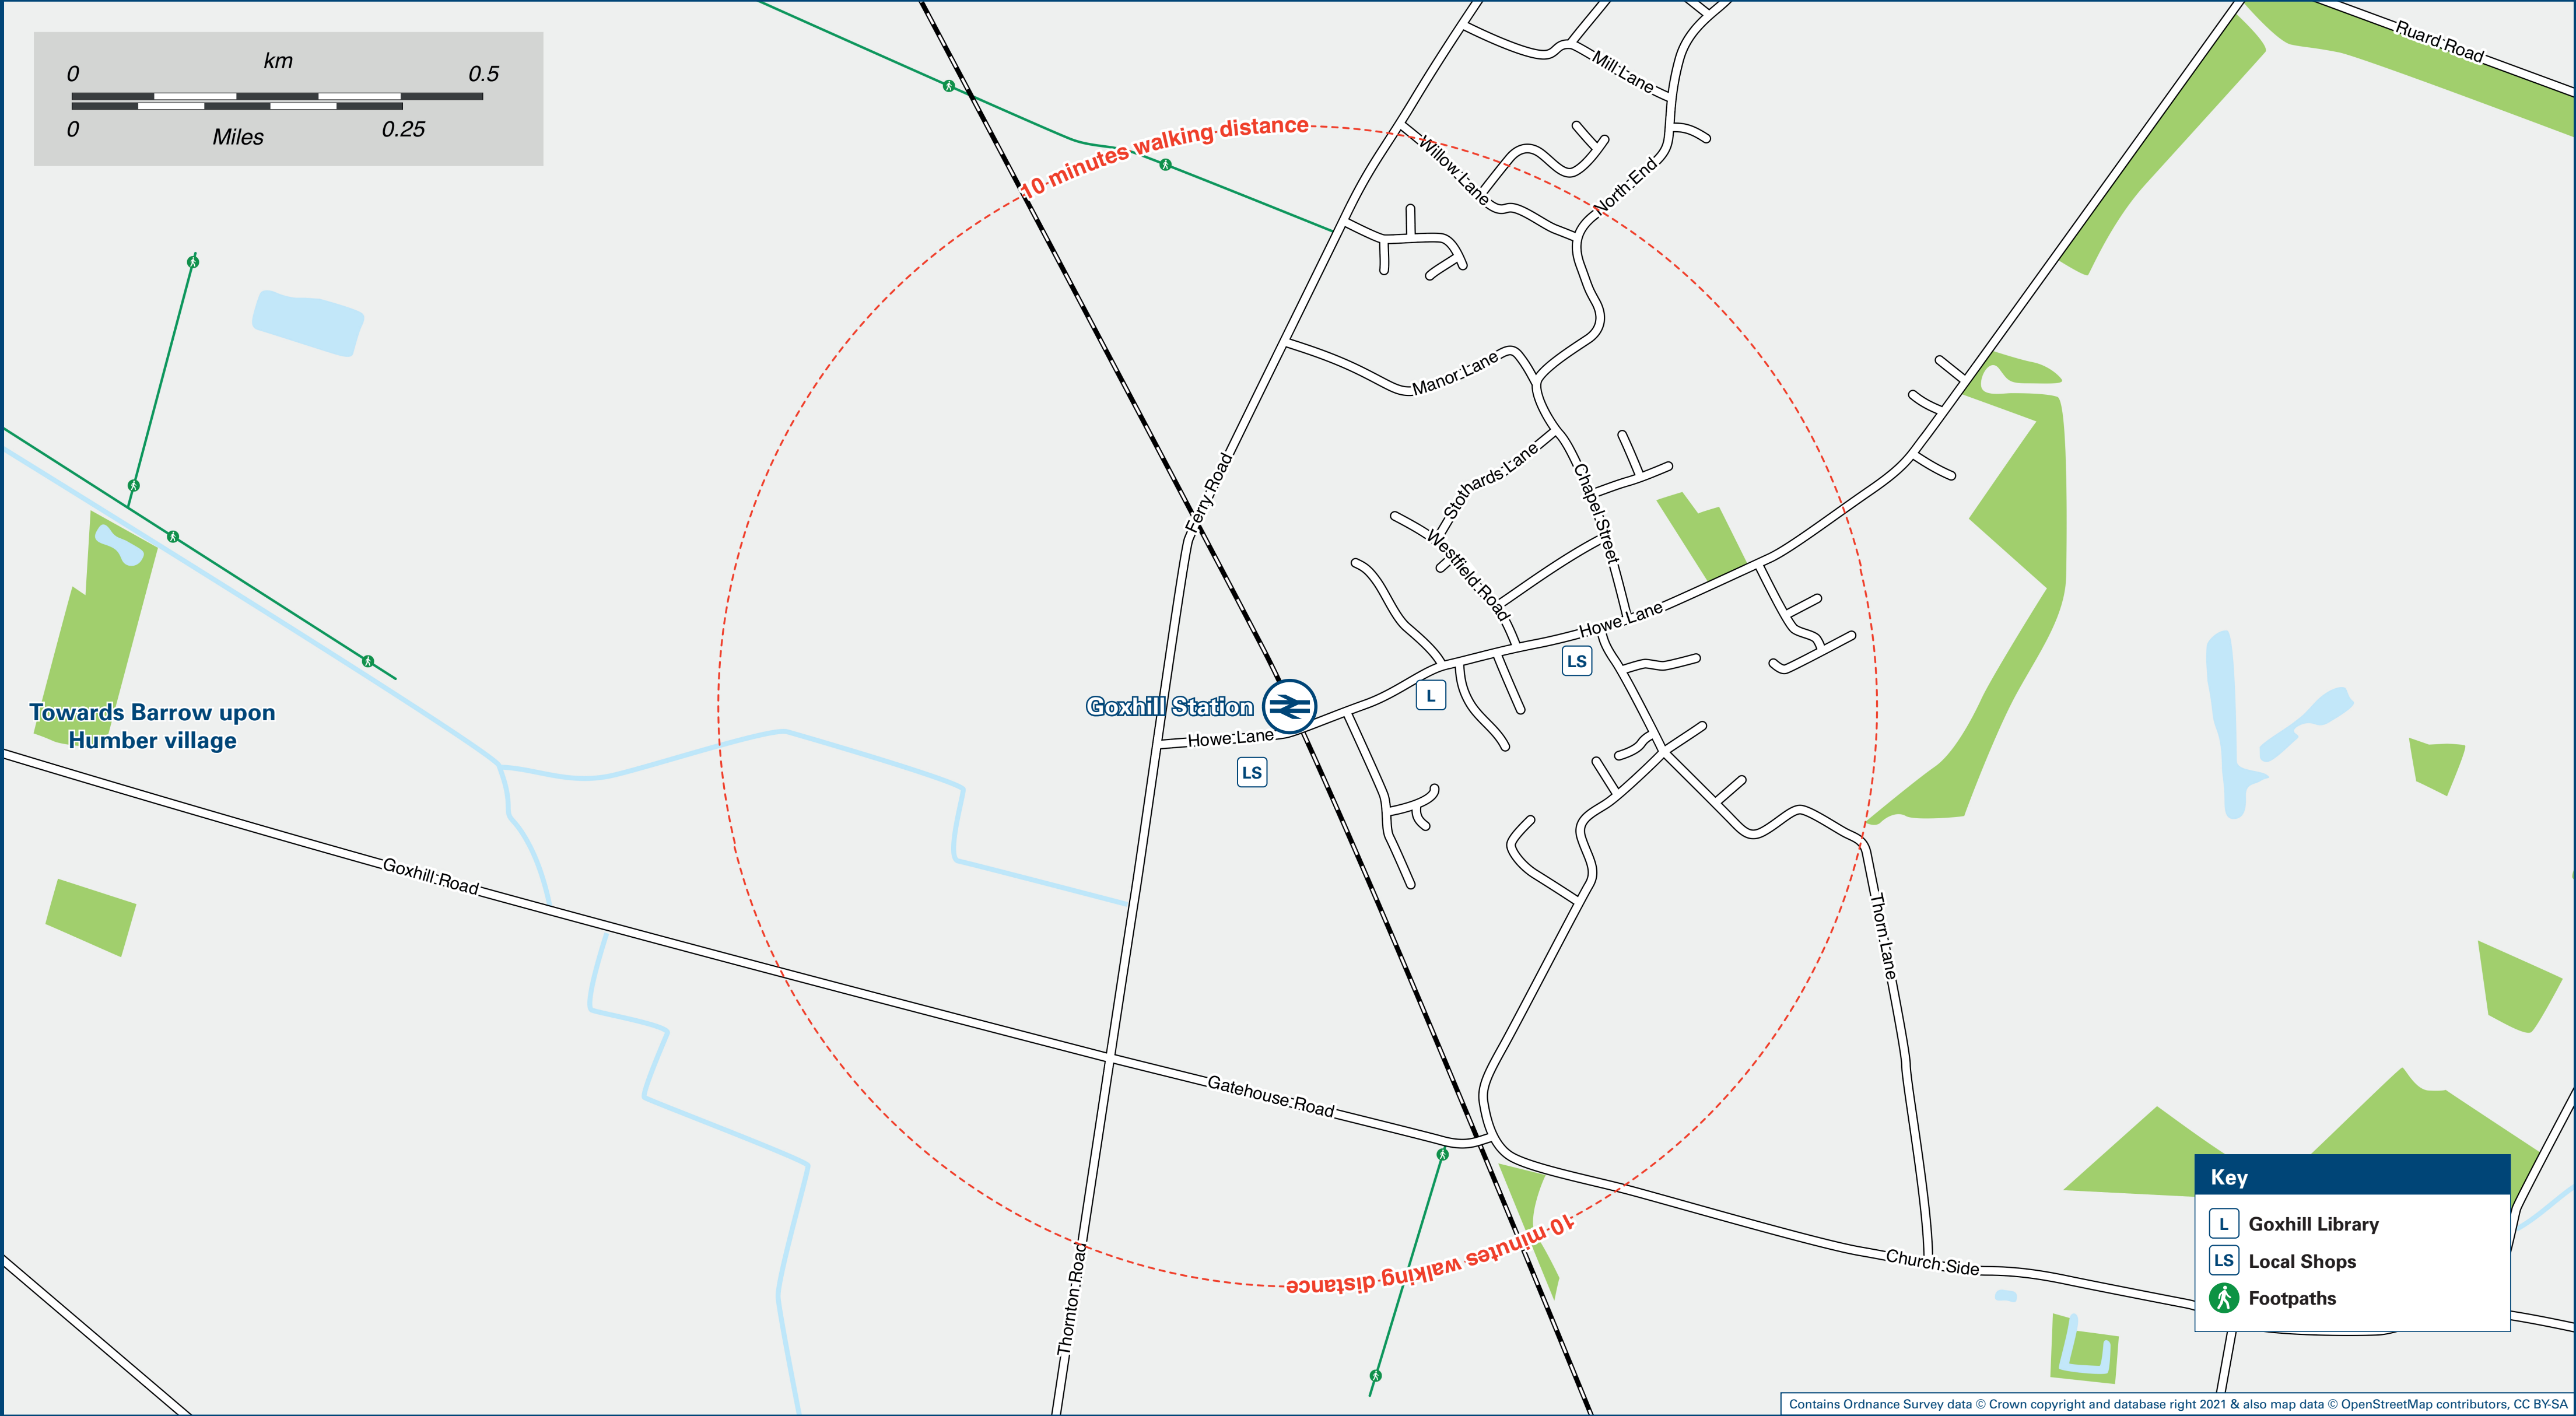 km
0 0.5
0 0.25
Miles
Ruard Road
Mill Lane
10 minutes walking distance
Willow Lane
North End
Manor Lane
Ferry Road
Stothards Lane
Chapel Street
Westfield Road
Howe Lane
LS
L
Goxhill Station
Howe Lane
LS
Towards Barrow upon
Humber village
Goxhill Road
Thorn Lane
Gatehouse Road
10 minutes walking distance
Thornton Road
Church Side
Key
L Goxhill Library
LS Local Shops
Footpaths
Contains Ordnance Survey data © Crown copyright and database right 2021 & also map data © OpenStreetMap contributors, CC BY-SA